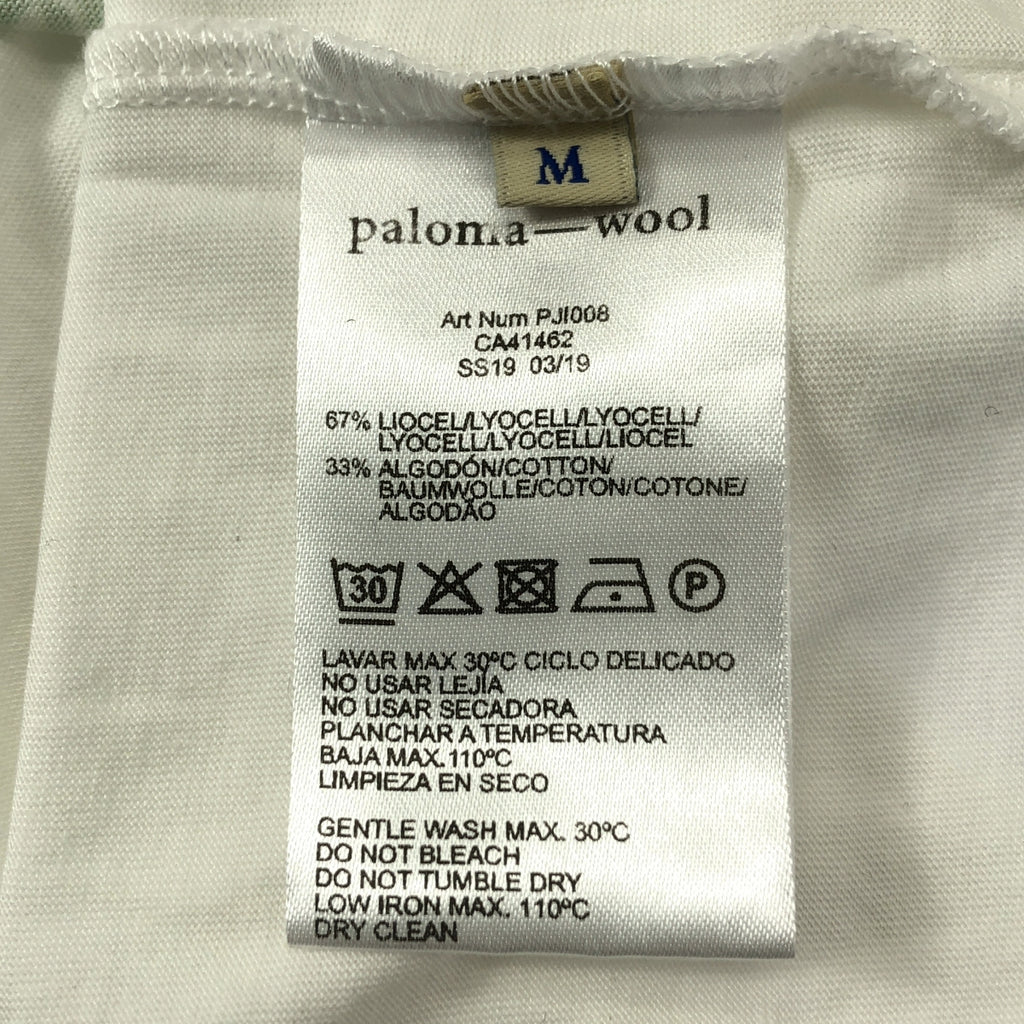 M
paloma—wool
Art Num PJI008
CA41462
SS19 03/19
67% LIOCEL/LYOCELL/LYOCELL/
LYOCELL/LYOCELL/LIOCEL
33% ALGODÓN/COTTON/
BAUMWOLLE/COTON/COTONE/
ALGODÃO
30 P
LAVAR MAX 30ºC CICLO DELICADO
NO USAR LEJÍA
NO USAR SECADORA
PLANCHAR A TEMPERATURA
BAJA MAX. 110ºC
LIMPIEZA EN SECO
GENTLE WASH MAX. 30ºC
DO NOT BLEACH
DO NOT TUMBLE DRY
LOW IRON MAX. 110ºC
DRY CLEAN